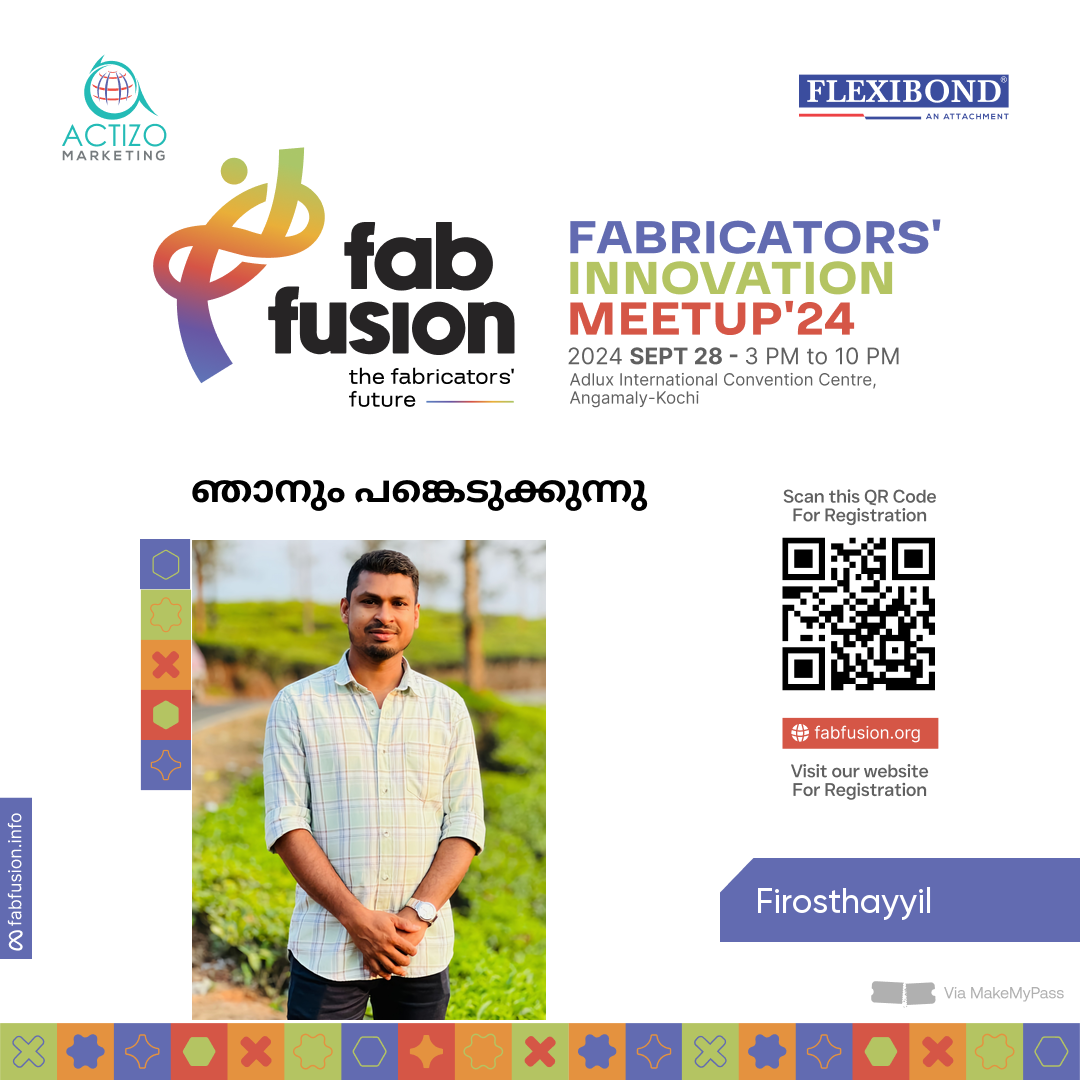 ACTIZO
MARKETING
FLEXIBOND®
AN ATTACHMENT
fab
fusion
the fabricators'
future
FABRICATORS'
INNOVATION
MEETUP'24
2024 SEPT 28 - 3 PM to 10 PM
Adlux International Convention Centre,
Angamaly-Kochi
ഞാനും പങ്കെടുക്കുന്നു
Scan this QR Code
For Registration
fabfusion.org
Visit our website
For Registration
fabfusion.info
Firosthayyil
Via MakeMyPass